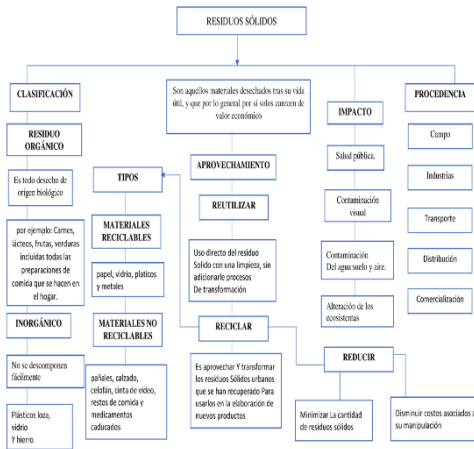 RESIDUOS SÓLIDOS
CLASIFICACIÓN
RESIDUO
ORGÁNICO
Es todo desecho de
origen biológico
por ejemplo: Carnes,
lácteos, frutas, verduras
incluidas todas las
preparaciones de
comida que se hacen en
el hogar.
INORGÁNICO
No se descomponen
fácilmente
Plásticos loza,
vidrio
Y hierro
Son aquellos materiales desechados tras su vida
útil, y que por lo general por sí solos carecen de
valor económico
APROVECHAMIENTO
REUTILIZAR
Uso directo del residuo
Solido con una limpieza, sin
adicionarle procesos
De transformación
RECICLAR
Es aprovechar Y transformar
los residuos Sólidos urbanos
que se han recuperado Para
usarlos en la elaboración de
nuevos productos
TIPOS
MATERIALES
RECICLABLES
papel, vidrio, platicos
y metales
MATERIALES NO
RECICLABLES
pañales, calzado,
celofán, cinta de video,
restos de comida y
medicamentos
caducados
REDUCIR
Minimizar La cantidad
de residuos sólidos
Disminuir costos asociados a
su manipulación
IMPACTO
Salud pública.
Contaminación
visual
Contaminación
Del agua suelo y aire.
Alteración de los
ecosistemas
PROCEDENCIA
Campo
Industrias
Transporte
Distribución
Comercialización